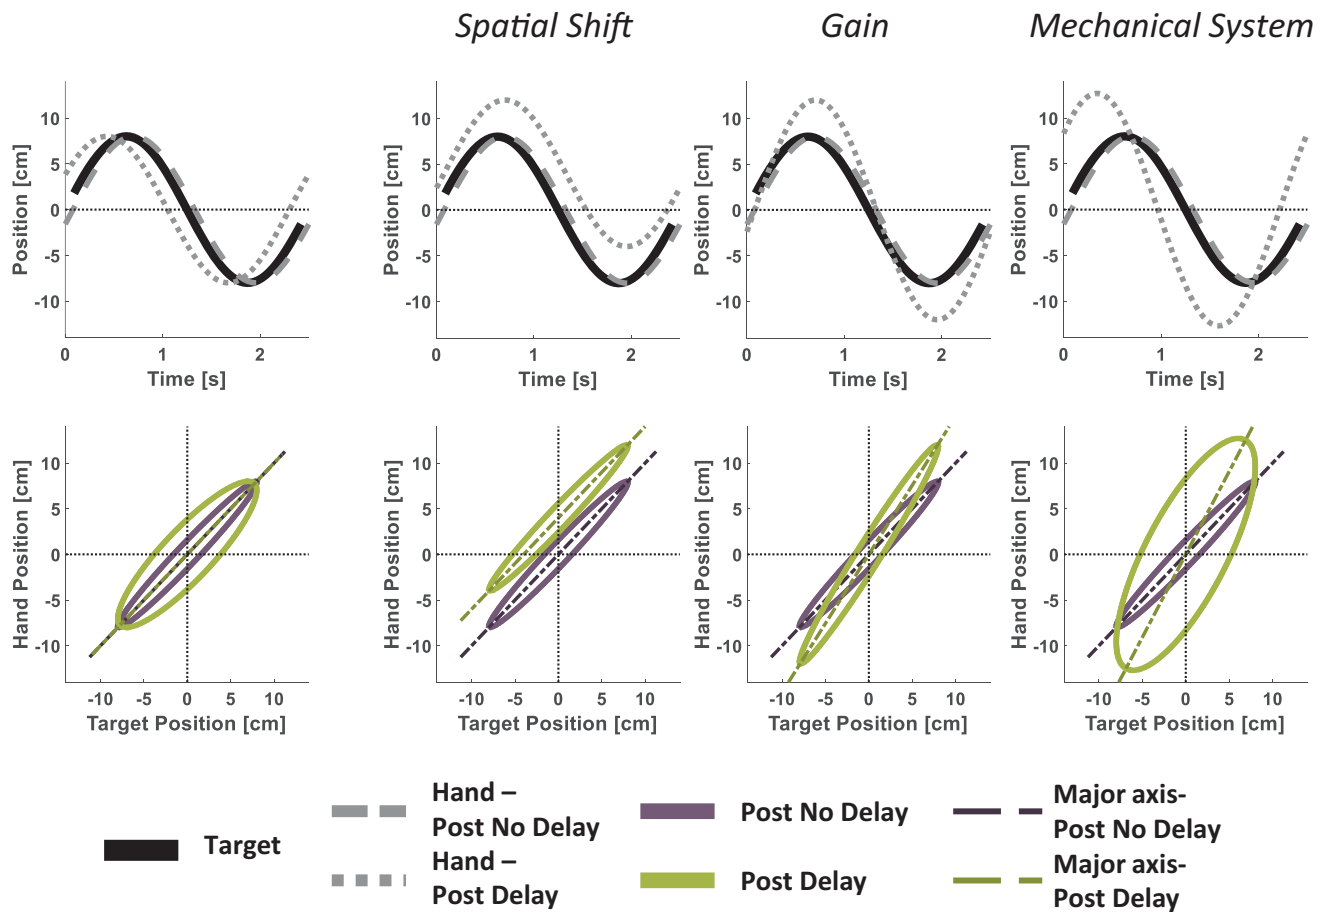 Spatial Shift
Gain
Mechanical System
Position [cm]
10
5
0
-5
-10
0
1
2
Time [s]
Position [cm]
10
5
0
-5
-10
0
1
2
Time [s]
Position [cm]
10
5
0
-5
-10
0
1
2
Time [s]
Position [cm]
10
5
0
-5
-10
0
1
2
Time [s]
Hand Position [cm]
10
5
0
-5
-10
-10 -5 0 5 10
Target Position [cm]
Hand Position [cm]
10
5
0
-5
-10
-10 -5 0 5 10
Target Position [cm]
Hand Position [cm]
10
5
0
-5
-10
-10 -5 0 5 10
Target Position [cm]
Hand Position [cm]
10
5
0
-5
-10
-10 -5 0 5 10
Target Position [cm]
Target
Hand –
Post No Delay
Hand –
Post Delay
Post No Delay
Post Delay
Major axis-
Post No Delay
Major axis-
Post Delay